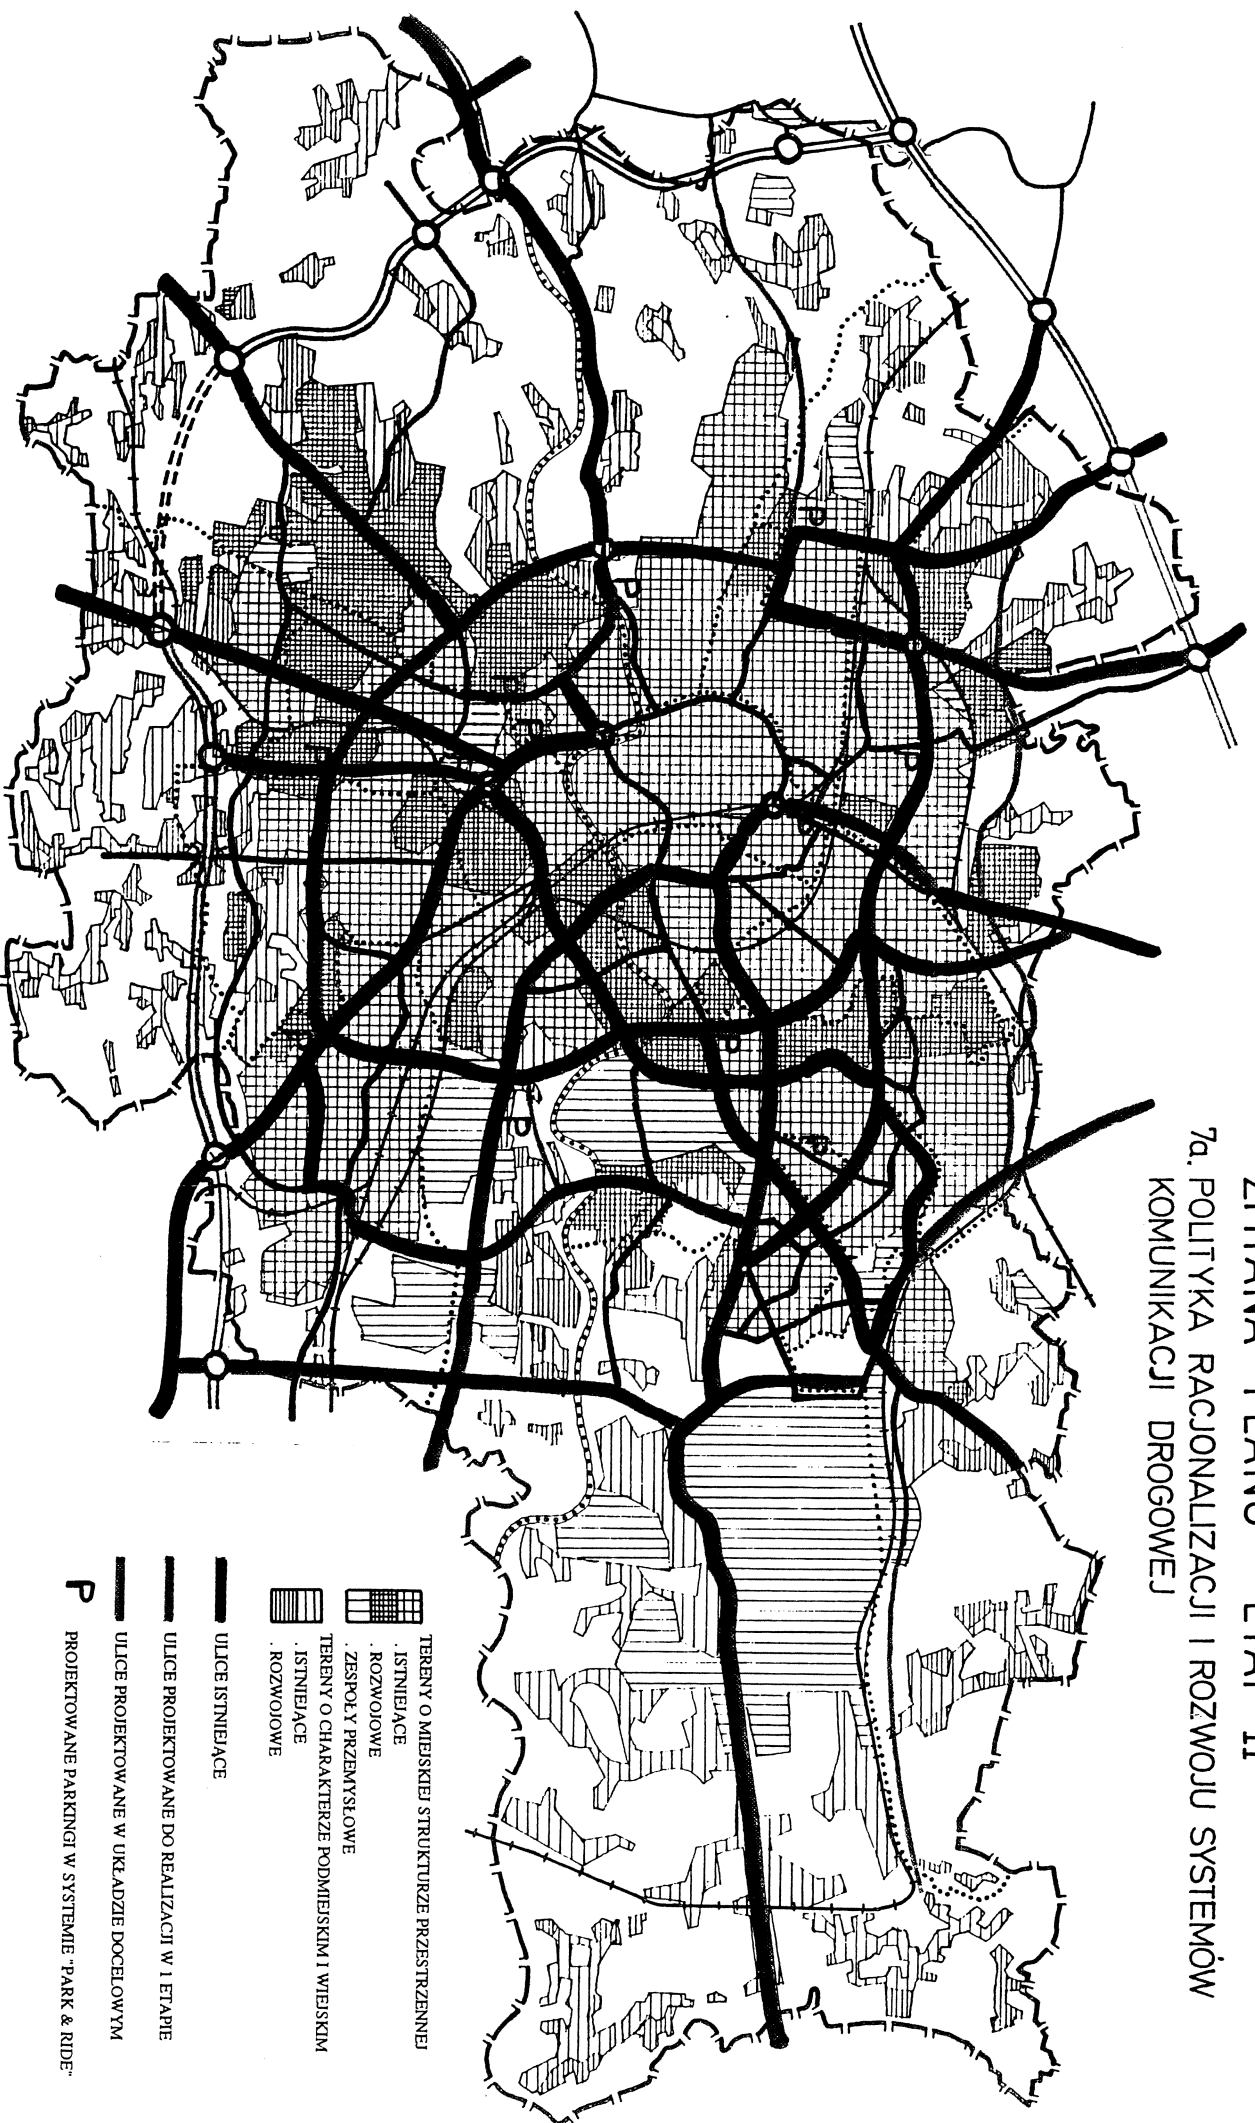 7a. POLITYKA RACJONALIZACJI I ROZWOJU SYSTEMÓW
KOMUNIKACJI DROGOWEJ
TERENY O MIEJSKIEJ STRUKTURZE PRZESTRZENNEJ
. ISTNIEJĄCE
. ROZWOJOWE
. ZESPOŁY PRZEMYSŁOWE
TERENY O CHARAKTERZE PODMIEJSKIM I WIEJSKIM
. ISTNIEJĄCE
. ROZWOJOWE
ULICE ISTNIEJĄCE
ULICE PROJEKTOWANE DO REALIZACJI W 1 ETAPIE
ULICE PROJEKTOWANE W UKŁADZIE DOCELOWYM
P PROJEKTOWANE PARKINGI W SYSTEMIE "PARK & RIDE"
P
P
P
P
P
P
P
P